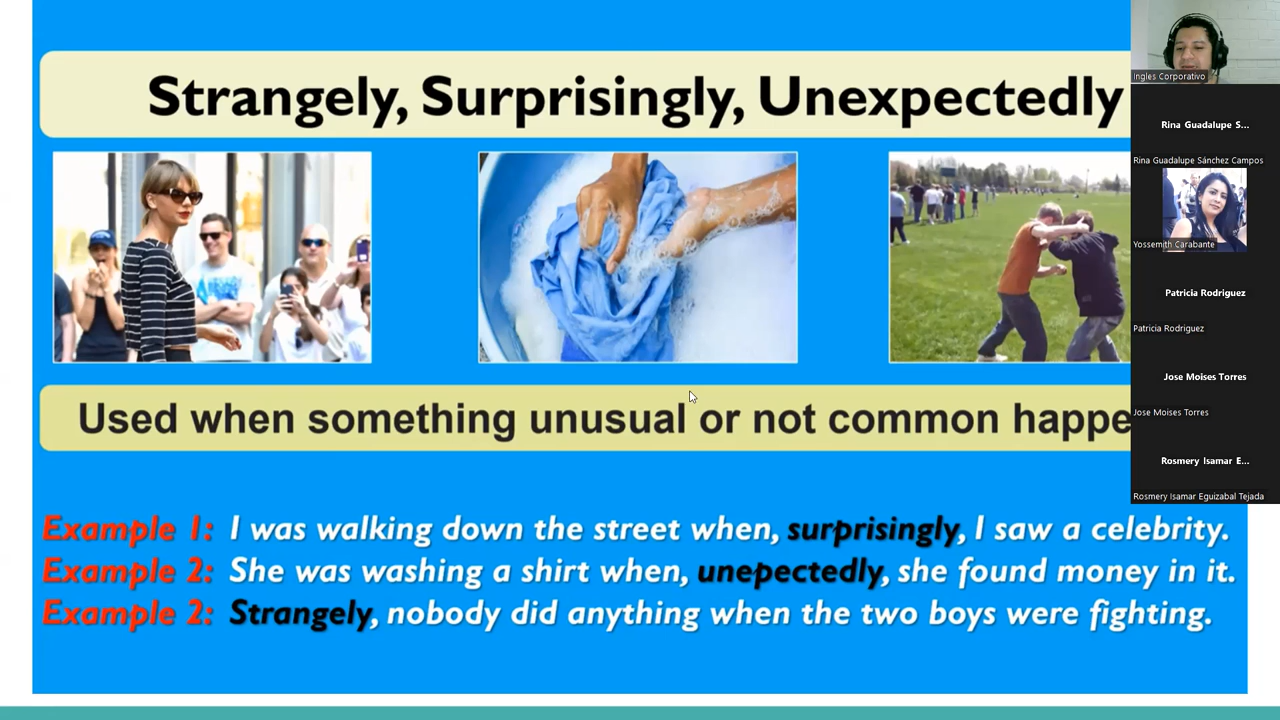 Strangely, Surprisingly, Unexpectedly
Used when something unusual or not common happe
Example 1: I was walking down the street when, surprisingly, I saw a celebrity.
Example 2: She was washing a shirt when, unepectedly, she found money in it.
Example 2: Strangely, nobody did anything when the two boys were fighting.
Ingles Corporativo
Rina Guadalupe S...
Rina Guadalupe Sánchez Campos
Yossemith Carabante
Patricia Rodriguez
Patricia Rodriguez
Jose Moises Torres
Jose Moises Torres
Rosmery Isamar E...
Rosmery Isamar Eguizabal Tejada